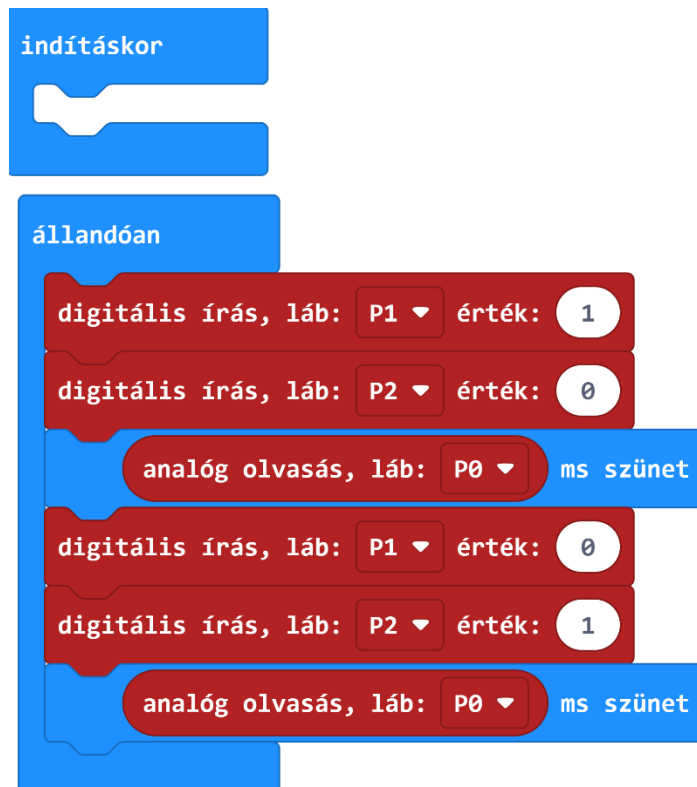 indításkor
állandóan
digitális írás, láb: P1 érték: 1
digitális írás, láb: P2 érték: 0
analóg olvasás, láb: P0 ms szünet
digitális írás, láb: P1 érték: 0
digitális írás, láb: P2 érték: 1
analóg olvasás, láb: P0 ms szünet